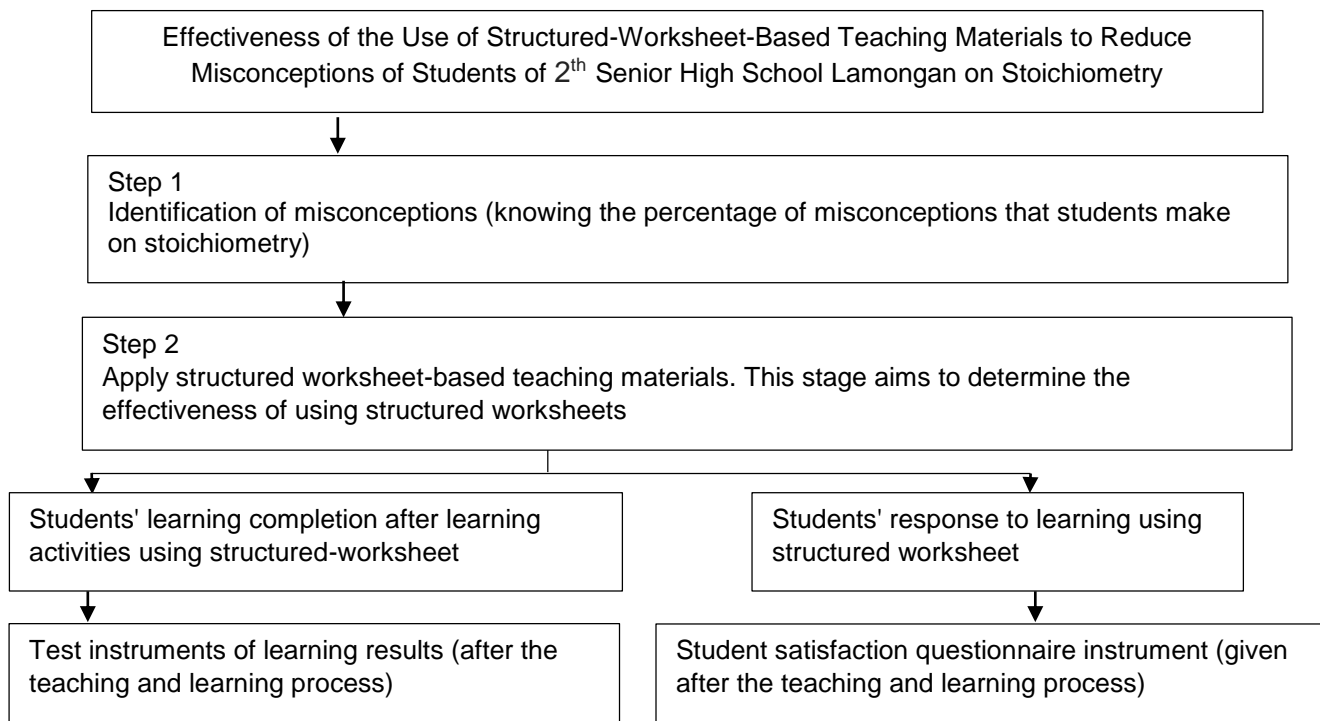 Effectiveness of the Use of Structured-Worksheet-Based Teaching Materials to Reduce
Misconceptions of Students of 2th Senior High School Lamongan on Stoichiometry
Step 1
Identification of misconceptions (knowing the percentage of misconceptions that students make
on stoichiometry)
Step 2
Apply structured worksheet-based teaching materials. This stage aims to determine the
effectiveness of using structured worksheets
Students' learning completion after learning
activities using structured-worksheet
Students' response to learning using
structured worksheet
Test instruments of learning results (after the
teaching and learning process)
Student satisfaction questionnaire instrument (given
after the teaching and learning process)